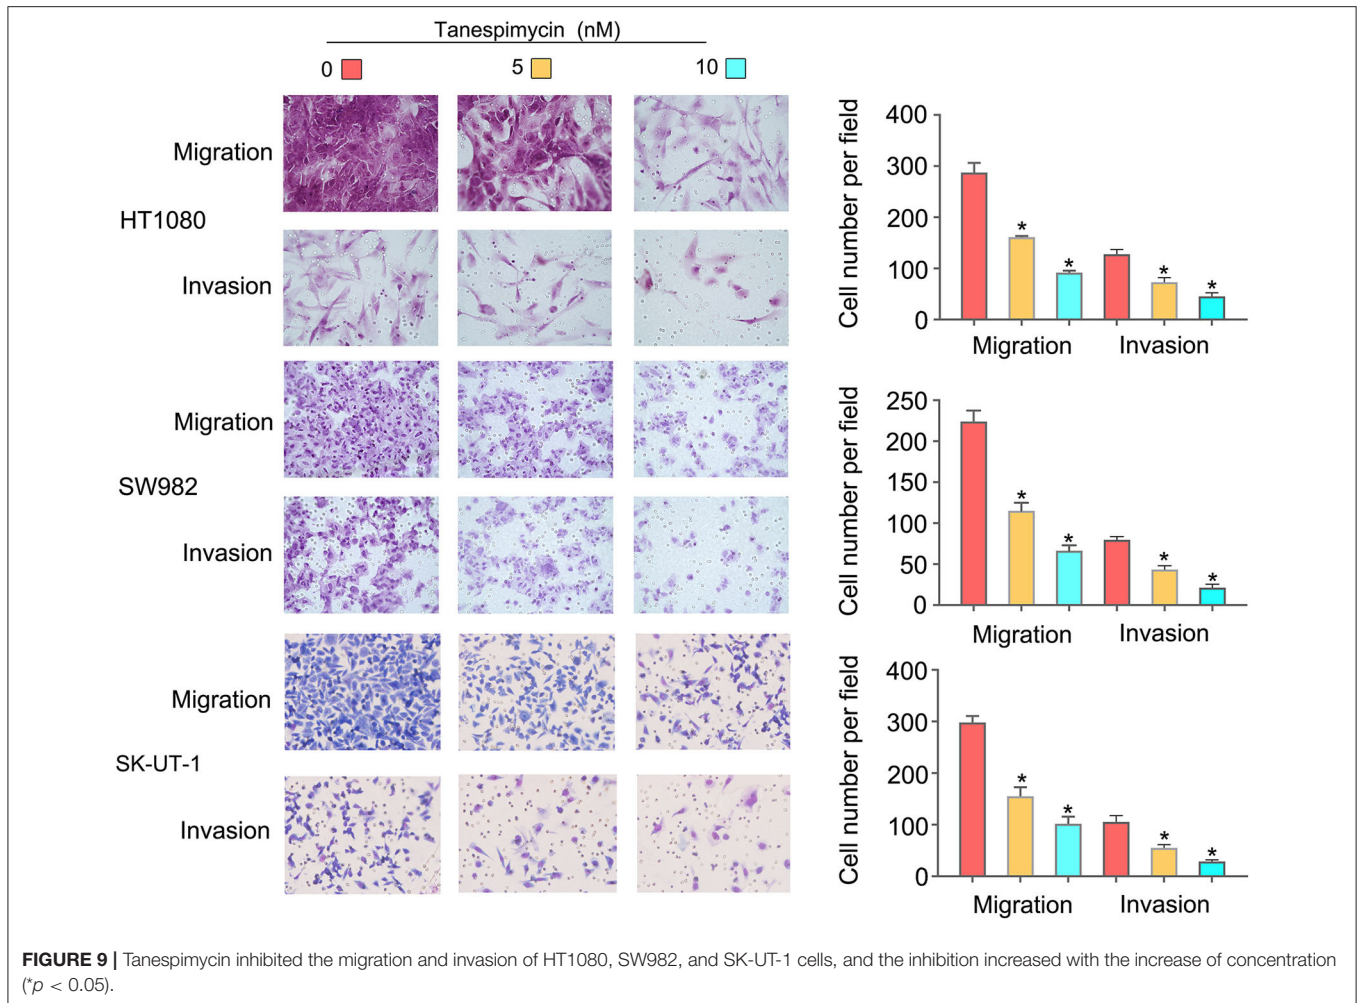 Tanespimycin (nM)
0
5
10
Migration
HT1080
Invasion
Migration
SW982
Invasion
Migration
SK-UT-1
Invasion
Cell number per field
400
300
200
100
0
Migration
Invasion
*
*
*
*
Cell number per field
250
200
150
100
50
0
Migration
Invasion
*
*
*
*
Cell number per field
400
300
200
100
0
Migration
Invasion
*
*
*
*
FIGURE 9 | Tanespimycin inhibited the migration and invasion of HT1080, SW982, and SK-UT-1 cells, and the inhibition increased with the increase of concentration
(*p < 0.05).